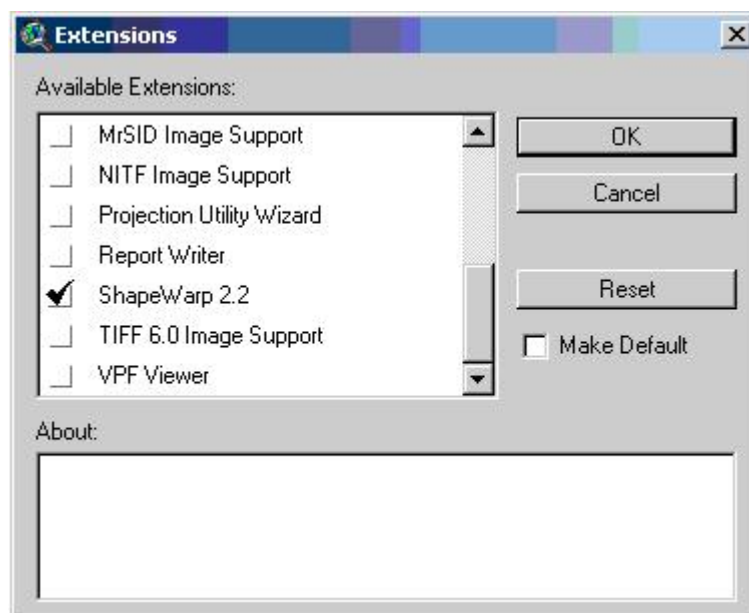 Extensions
Available Extensions:
MrSID Image Support
NITF Image Support
Projection Utility Wizard
Report Writer
ShapeWarp 2.2
TIFF 6.0 Image Support
VPF Viewer
OK
Cancel
Reset
Make Default
About: